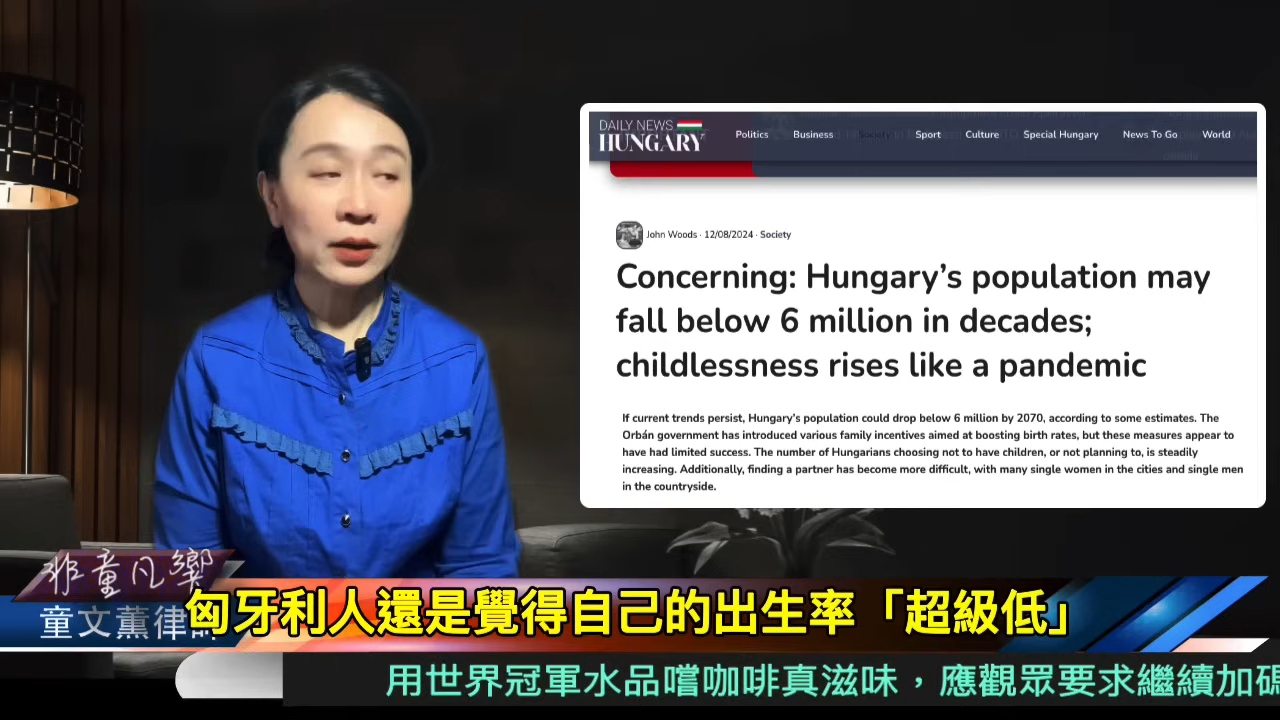 DAILY NEWS
HUNGARY
Politics Business Society Sport Culture Special Hungary News To Go World
John Woods · 12/08/2024 · Society
Concerning: Hungary's population may
fall below 6 million in decades;
childlessness rises like a pandemic
If current trends persist, Hungary's population could drop below 6 million by 2070, according to some estimates. The
Orbán government has introduced various family incentives aimed at boosting birth rates, but these measures appear to
have had limited success. The number of Hungarians choosing not to have children, or not planning to, is steadily
increasing. Additionally, finding a partner has become more difficult, with many single women in the cities and single men
in the countryside.
非童凡響
童文薰律師
匈牙利人還是覺得自己的出生率「超級低」
用世界冠軍水品嚐咖啡真滋味，應觀眾要求繼續加碼